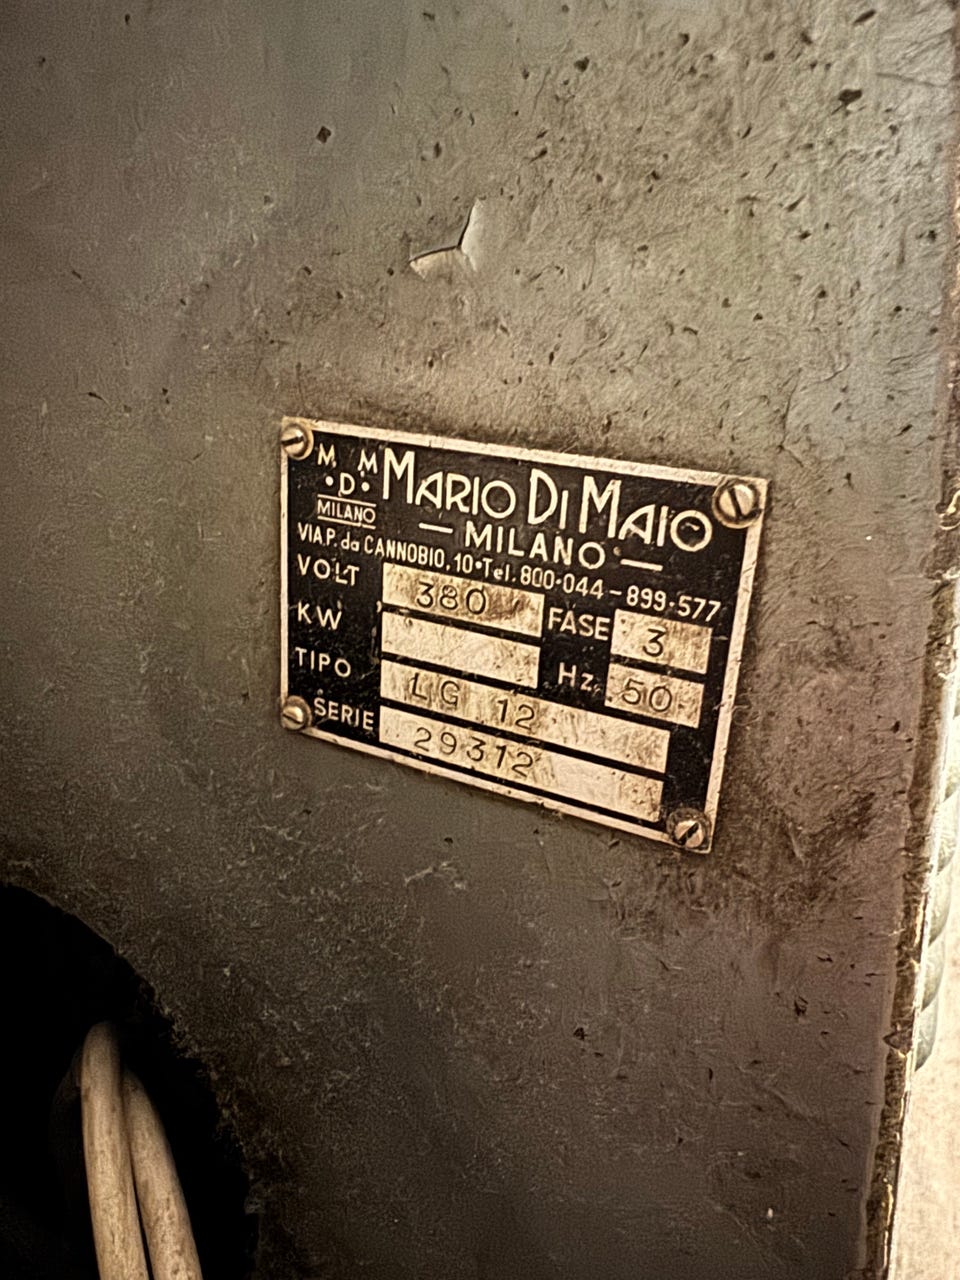 M. M.
• D •
MILANO
MARIO DI MAIO
— MILANO —
VIA P. da CANNOBIO, 10 • Tel. 800-044 – 899-577
VOLT 380 FASE 3
KW Hz. 50
TIPO LG 12
SERIE 29312